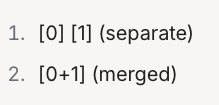 1. [0] [1] (separate)
2. [0+1] (merged)